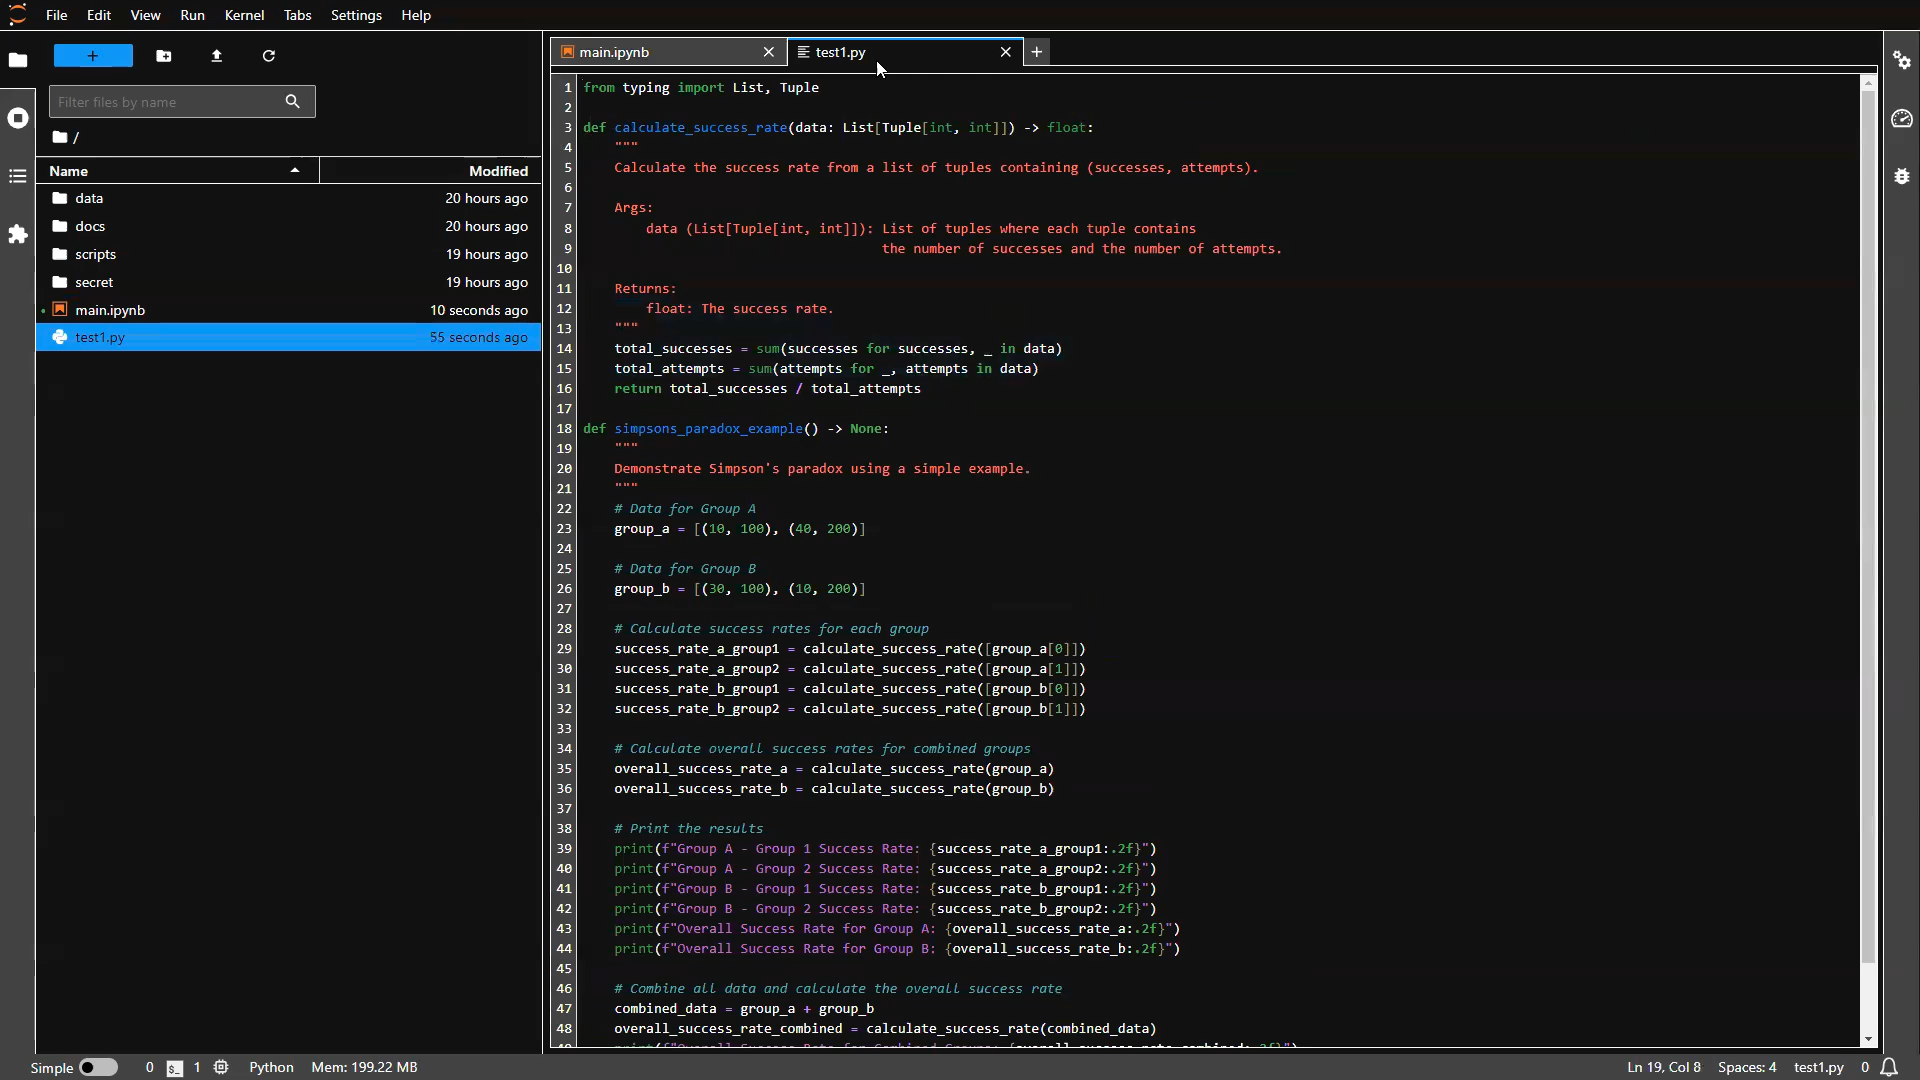 File Edit View Run Kernel Tabs Settings Help
+
Filter files by name
/
Name Modified
data 20 hours ago
docs 20 hours ago
scripts 19 hours ago
secret 19 hours ago
main.ipynb 10 seconds ago
test1.py 55 seconds ago
main.ipynb
test1.py
1 from typing import List, Tuple
2
3 def calculate_success_rate(data: List[Tuple[int, int]]) -> float:
4     """
5     Calculate the success rate from a list of tuples containing (successes, attempts).
6
7     Args:
8         data (List[Tuple[int, int]]): List of tuples where each tuple contains
9                                       the number of successes and the number of attempts.
10
11     Returns:
12         float: The success rate.
13     """
14     total_successes = sum(successes for successes, _ in data)
15     total_attempts = sum(attempts for _, attempts in data)
16     return total_successes / total_attempts
17
18 def simpsons_paradox_example() -> None:
19     """
20     Demonstrate Simpson's paradox using a simple example.
21     """
22     # Data for Group A
23     group_a = [(10, 100), (40, 200)]
24
25     # Data for Group B
26     group_b = [(30, 100), (10, 200)]
27
28     # Calculate success rates for each group
29     success_rate_a_group1 = calculate_success_rate([group_a[0]])
30     success_rate_a_group2 = calculate_success_rate([group_a[1]])
31     success_rate_b_group1 = calculate_success_rate([group_b[0]])
32     success_rate_b_group2 = calculate_success_rate([group_b[1]])
33
34     # Calculate overall success rates for combined groups
35     overall_success_rate_a = calculate_success_rate(group_a)
36     overall_success_rate_b = calculate_success_rate(group_b)
37
38     # Print the results
39     print(f"Group A - Group 1 Success Rate: {success_rate_a_group1:.2f}")
40     print(f"Group A - Group 2 Success Rate: {success_rate_a_group2:.2f}")
41     print(f"Group B - Group 1 Success Rate: {success_rate_b_group1:.2f}")
42     print(f"Group B - Group 2 Success Rate: {success_rate_b_group2:.2f}")
43     print(f"Overall Success Rate for Group A: {overall_success_rate_a:.2f}")
44     print(f"Overall Success Rate for Group B: {overall_success_rate_b:.2f}")
45
46     # Combine all data and calculate the overall success rate
47     combined_data = group_a + group_b
48     overall_success_rate_combined = calculate_success_rate(combined_data)
Simple 0 $_ 1 Python Mem: 199.22 MB Ln 19, Col 8 Spaces: 4 test1.py 0